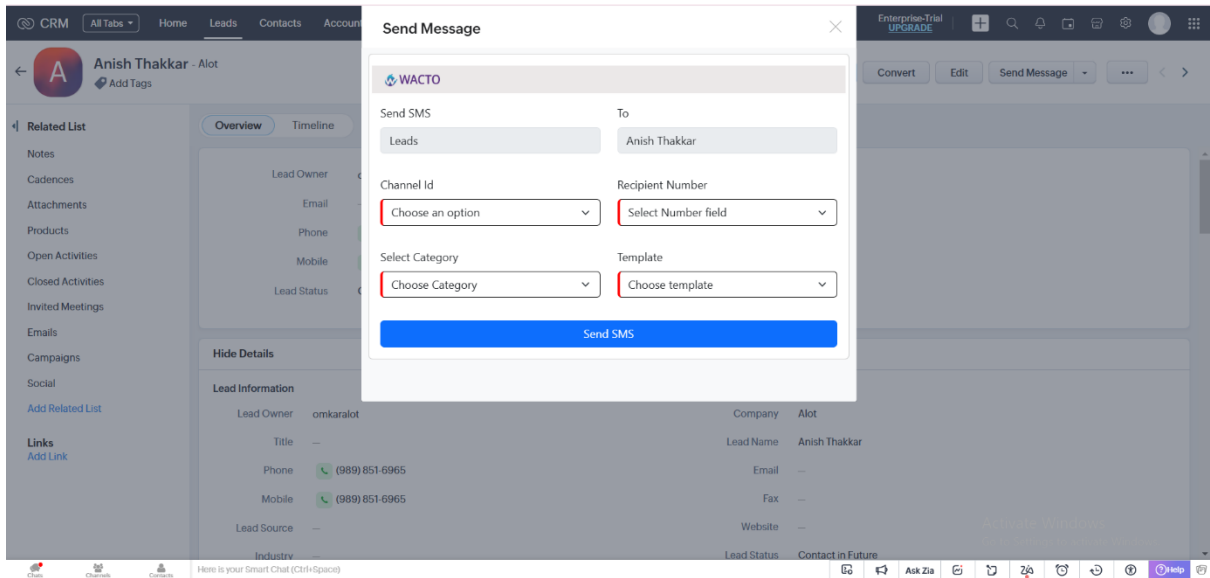 CRM All Tabs Home Leads Contacts Account
Enterprise-Trial
UPGRADE
Send Message
A
Anish Thakkar - Alot
Add Tags
Convert Edit Send Message ...
WACTO
Send SMS To
Leads Anish Thakkar
Channel Id Recipient Number
Choose an option Select Number field
Select Category Template
Choose Category Choose template
Send SMS
Related List
Notes
Cadences
Attachments
Products
Open Activities
Closed Activities
Invited Meetings
Emails
Campaigns
Social
Add Related List
Links
Add Link
Overview Timeline
Lead Owner
Email
Phone
Mobile
Lead Status
Hide Details
Lead Information
Lead Owner omkaralot Company Alot
Title — Lead Name Anish Thakkar
Phone (989) 851-6965 Email —
Mobile (989) 851-6965 Fax —
Lead Source — Website —
Industry — Lead Status Contact in Future
Activate Windows
Chats Channels Contacts Here is your Smart Chat (Ctrl+Space) Ask Zia Help